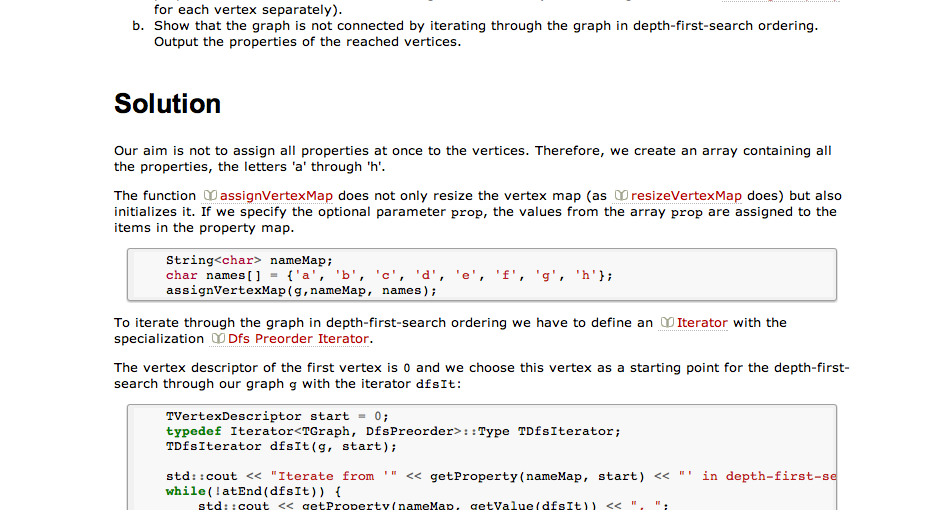 for each vertex separately).
b. Show that the graph is not connected by iterating through the graph in depth-first-search ordering.
Output the properties of the reached vertices.
Solution
Our aim is not to assign all properties at once to the vertices. Therefore, we create an array containing all
the properties, the letters 'a' through 'h'.
The function assignVertexMap does not only resize the vertex map (as resizeVertexMap does) but also
initializes it. If we specify the optional parameter prop, the values from the array prop are assigned to the
items in the property map.
String<char> nameMap;
char names[] = {'a', 'b', 'c', 'd', 'e', 'f', 'g', 'h'};
assignVertexMap(g,nameMap, names);
To iterate through the graph in depth-first-search ordering we have to define an Iterator with the
specialization Dfs Preorder Iterator.
The vertex descriptor of the first vertex is 0 and we choose this vertex as a starting point for the depth-first-
search through our graph g with the iterator dfsIt:
TVertexDescriptor start = 0;
typedef Iterator<TGraph, DfsPreorder>::Type TDfsIterator;
TDfsIterator dfsIt(g, start);
std::cout << "Iterate from '" << getProperty(nameMap, start) << "' in depth-first-se
while(!atEnd(dfsIt)) {
std::cout << getProperty(nameMap, getValue(dfsIt)) << ", ";